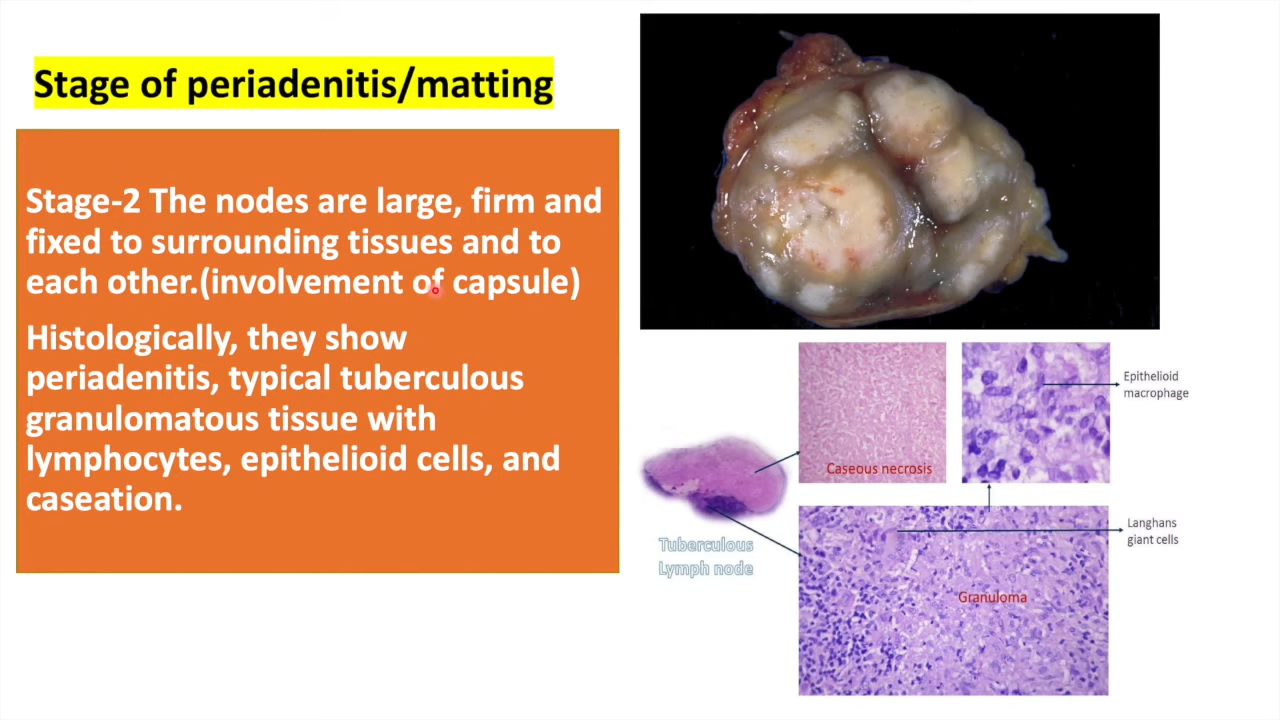 Stage of periadenitis/matting
Stage-2 The nodes are large, firm and
fixed to surrounding tissues and to
each other.(involvement of capsule)
Histologically, they show
periadenitis, typical tuberculous
granulomatous tissue with
lymphocytes, epithelioid cells, and
caseation.
Epithelioid
macrophage
Caseous necrosis
Langhans
giant cells
Tuberculous
Lymph node
Granuloma